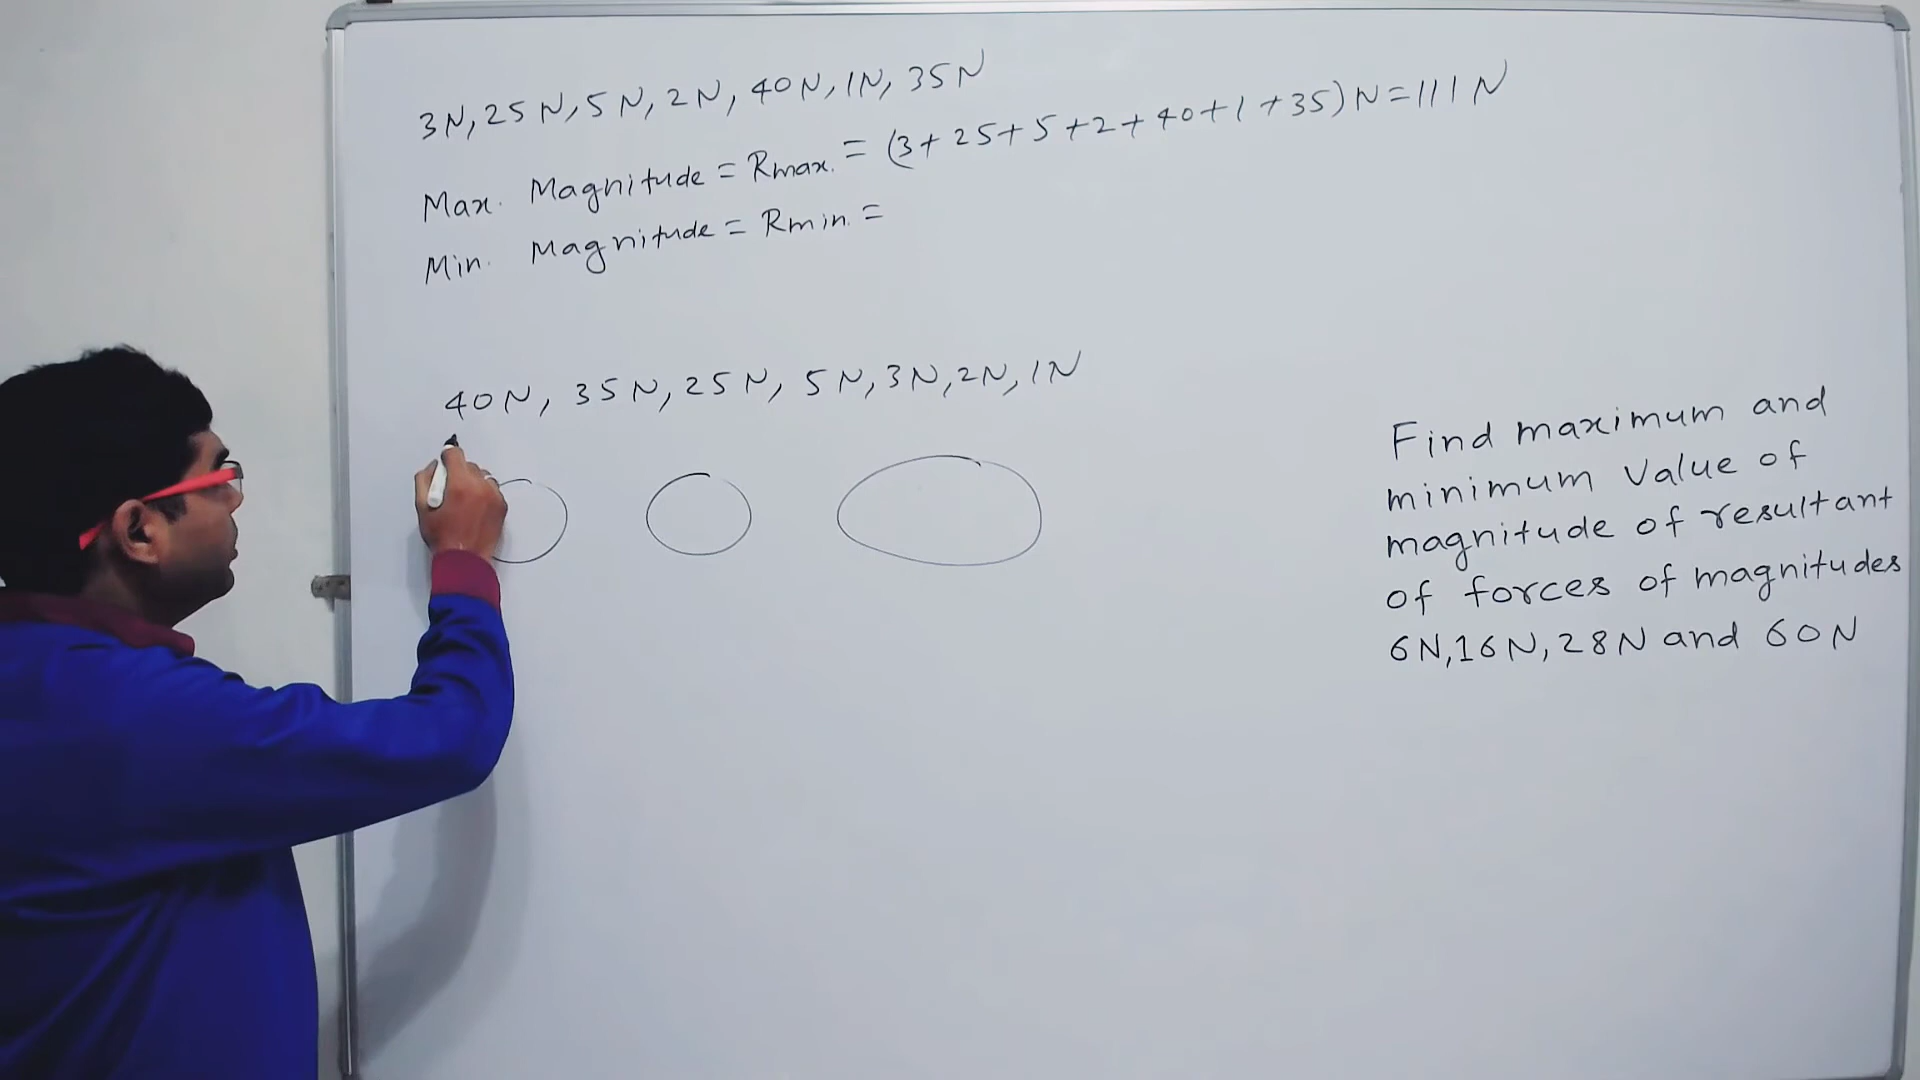 3N, 25N, 5N, 2N, 40N, 1N, 35N
Max. Magnitude = Rmax. = (3+25+5+2+40+1+35)N=111N
Min. Magnitude = Rmin. =
40N, 35N, 25N, 5N, 3N, 2N, 1N
Find maximum and
minimum value of
magnitude of resultant
of forces of magnitudes
6N, 16N, 28N and 60N